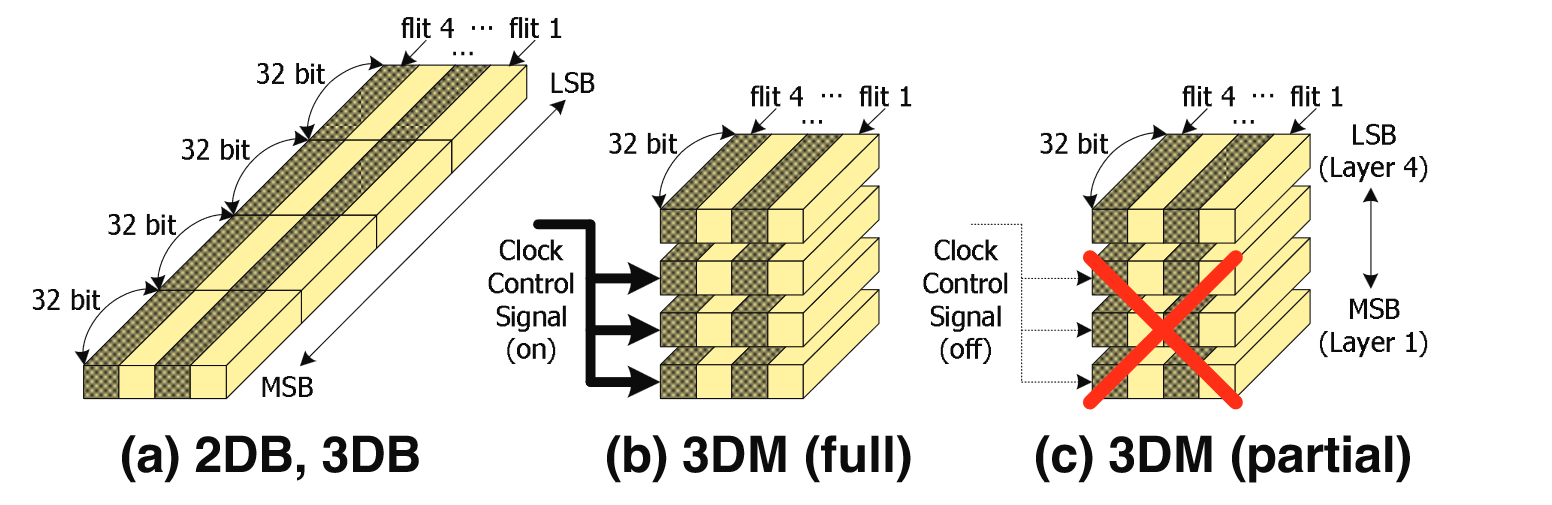 flit 4 ··· flit 1
...
32 bit
LSB
32 bit
32 bit
32 bit
MSB
(a) 2DB, 3DB
flit 4 ··· flit 1
...
32 bit
Clock
Control
Signal
(on)
(b) 3DM (full)
flit 4 ··· flit 1
...
32 bit
LSB
(Layer 4)
Clock
Control
Signal
(off)
MSB
(Layer 1)
(c) 3DM (partial)